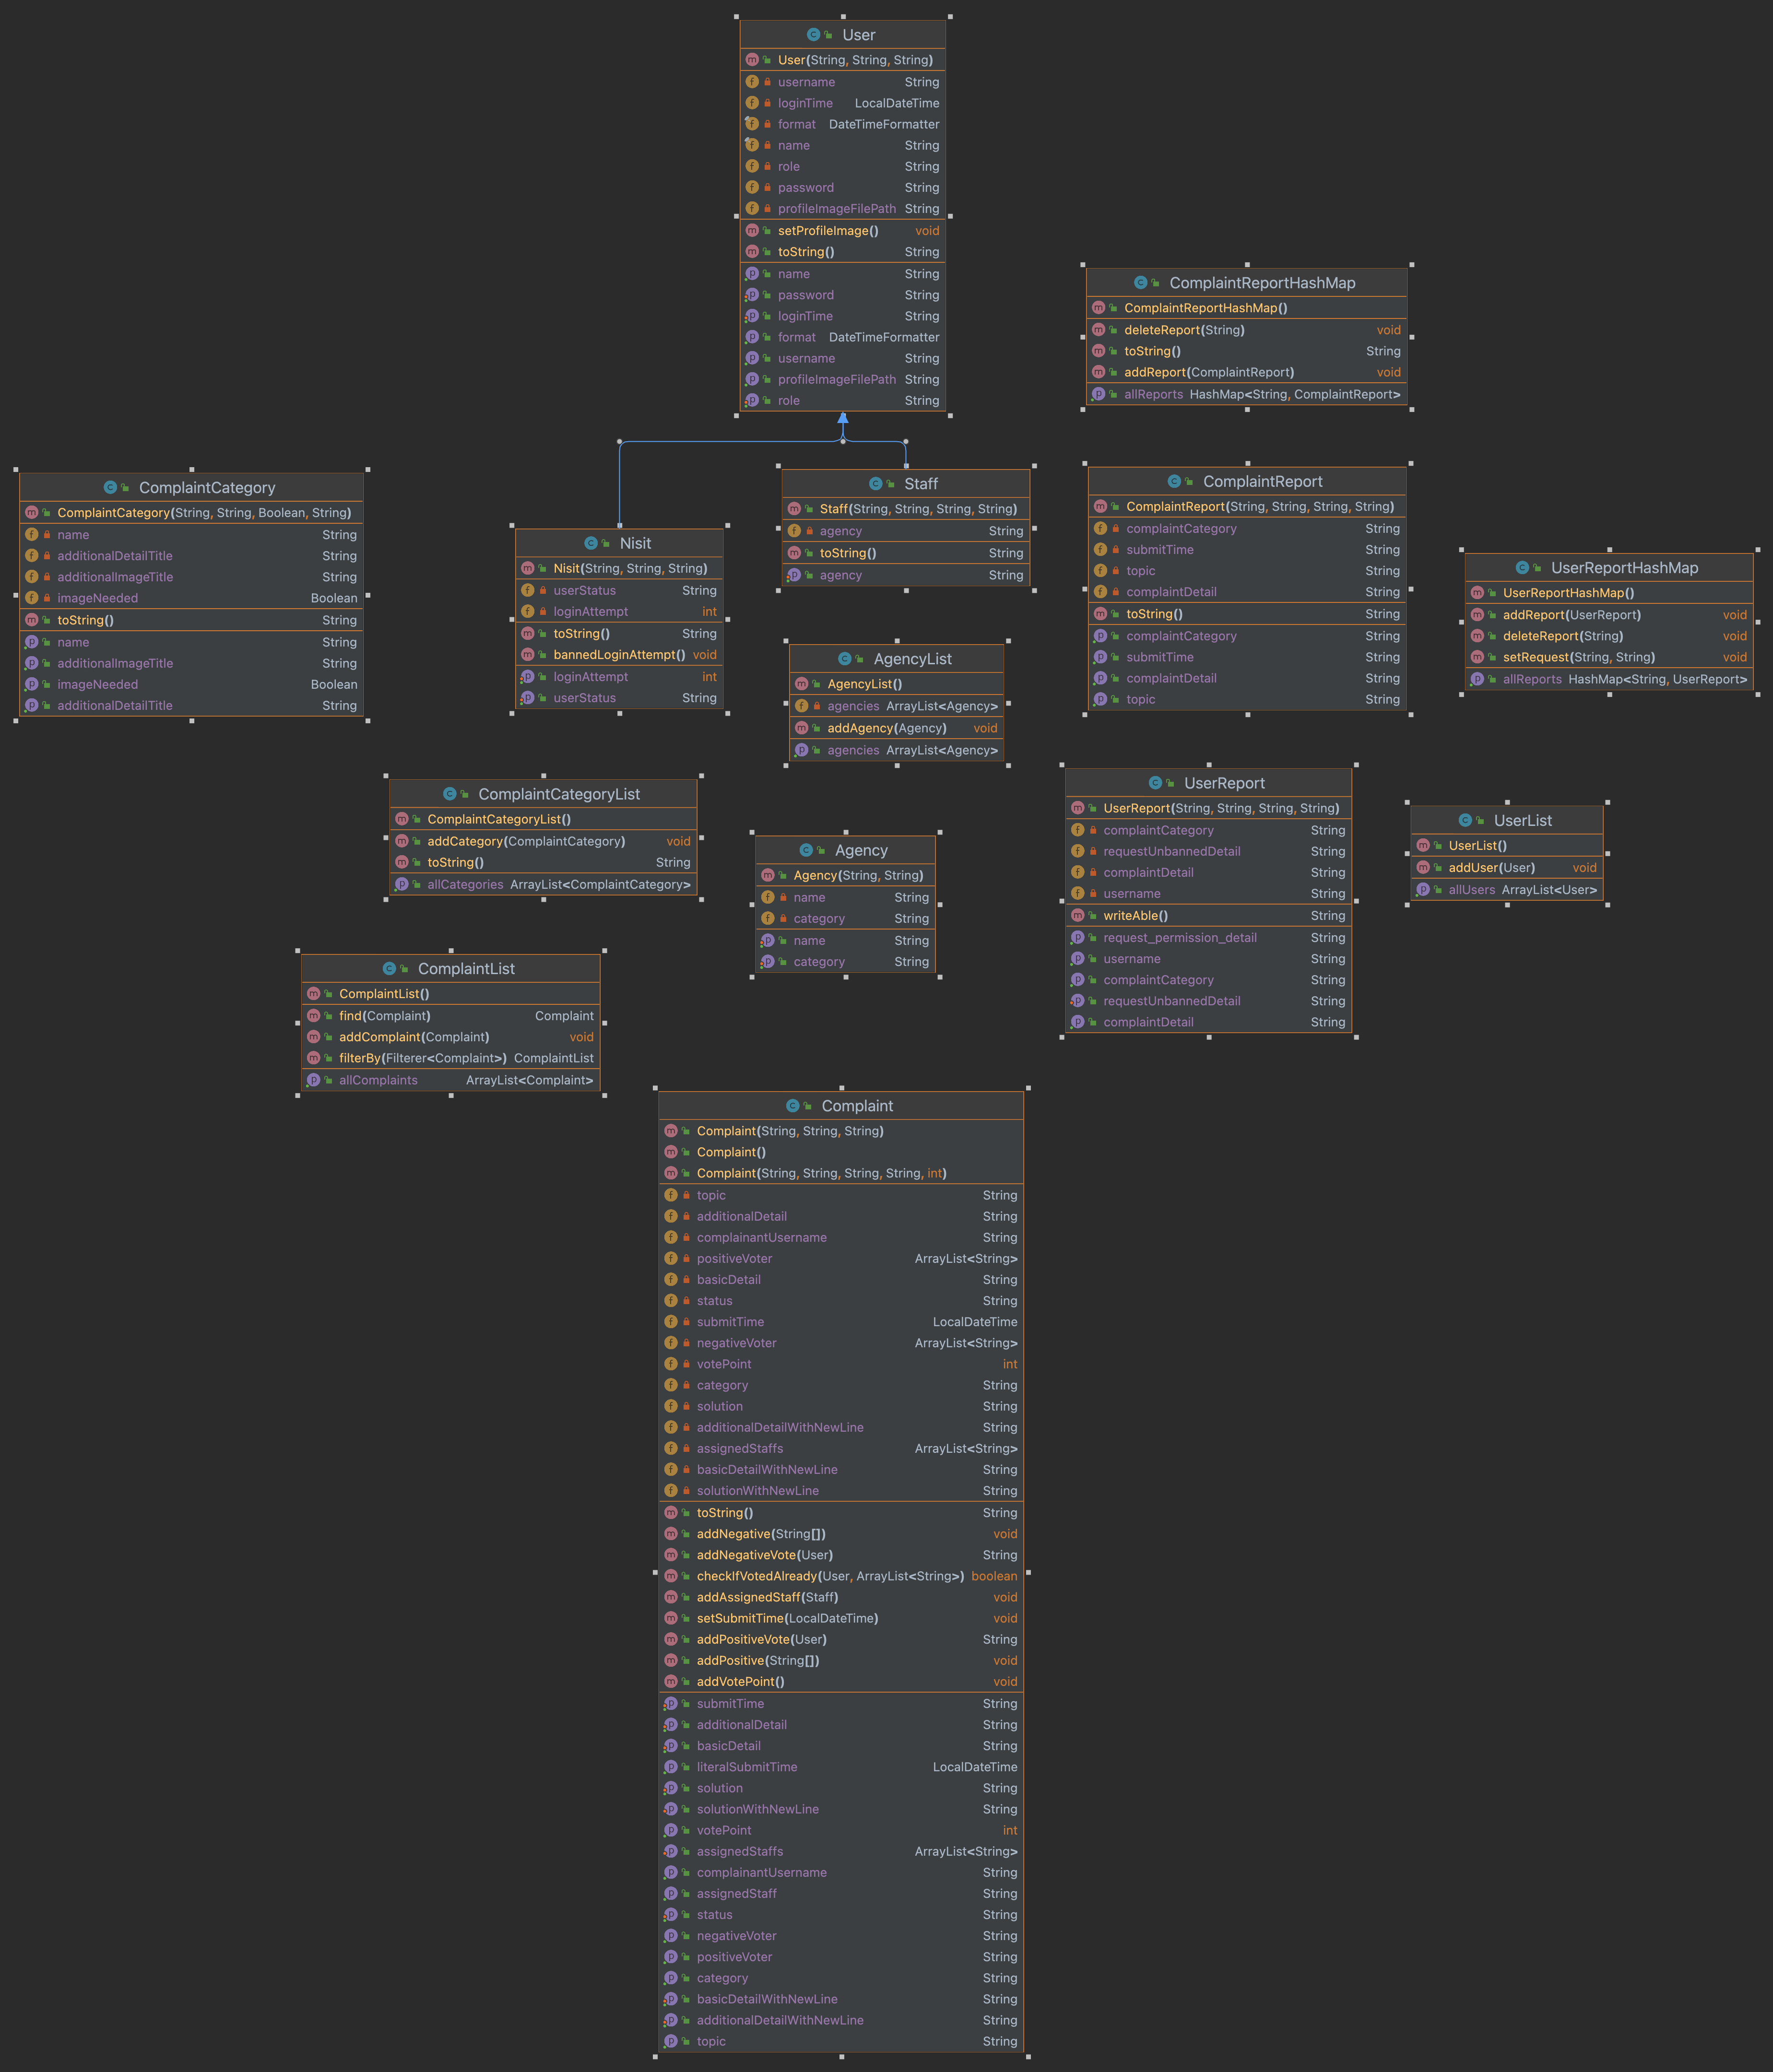 User
User(String, String, String)
username String
loginTime LocalDateTime
format DateTimeFormatter
name String
role String
password String
profileImageFilePath String
setProfileImage() void
toString() String
name String
password String
loginTime String
format DateTimeFormatter
username String
profileImageFilePath String
role String
ComplaintReportHashMap
ComplaintReportHashMap()
deleteReport(String) void
toString() String
addReport(ComplaintReport) void
allReports HashMap<String, ComplaintReport>
ComplaintCategory
ComplaintCategory(String, String, Boolean, String)
name String
additionalDetailTitle String
additionalImageTitle String
imageNeeded Boolean
toString() String
name String
additionalImageTitle String
imageNeeded Boolean
additionalDetailTitle String
Nisit
Nisit(String, String, String)
userStatus String
loginAttempt int
toString() String
bannedLoginAttempt() void
loginAttempt int
userStatus String
Staff
Staff(String, String, String, String)
agency String
toString() String
agency String
ComplaintReport
ComplaintReport(String, String, String, String)
complaintCategory String
submitTime String
topic String
complaintDetail String
toString() String
complaintCategory String
submitTime String
complaintDetail String
topic String
UserReportHashMap
UserReportHashMap()
addReport(UserReport) void
deleteReport(String) void
setRequest(String, String) void
allReports HashMap<String, UserReport>
AgencyList
AgencyList()
agencies ArrayList<Agency>
addAgency(Agency) void
agencies ArrayList<Agency>
ComplaintCategoryList
ComplaintCategoryList()
addCategory(ComplaintCategory) void
toString() String
allCategories ArrayList<ComplaintCategory>
Agency
Agency(String, String)
name String
category String
name String
category String
UserReport
UserReport(String, String, String, String)
complaintCategory String
requestUnbannedDetail String
complaintDetail String
username String
writeAble() String
request_permission_detail String
username String
complaintCategory String
requestUnbannedDetail String
complaintDetail String
UserList
UserList()
addUser(User) void
allUsers ArrayList<User>
ComplaintList
ComplaintList()
find(Complaint) Complaint
addComplaint(Complaint) void
filterBy(Filterer<Complaint>) ComplaintList
allComplaints ArrayList<Complaint>
Complaint
Complaint(String, String, String)
Complaint()
Complaint(String, String, String, String, int)
topic String
additionalDetail String
complainantUsername String
positiveVoter ArrayList<String>
basicDetail String
status String
submitTime LocalDateTime
negativeVoter ArrayList<String>
votePoint int
category String
solution String
additionalDetailWithNewLine String
assignedStaffs ArrayList<String>
basicDetailWithNewLine String
solutionWithNewLine String
toString() String
addNegative(String[]) void
addNegativeVote(User) String
checkIfVotedAlready(User, ArrayList<String>) boolean
addAssignedStaff(Staff) void
setSubmitTime(LocalDateTime) void
addPositiveVote(User) String
addPositive(String[]) void
addVotePoint() void
submitTime String
additionalDetail String
basicDetail String
literalSubmitTime LocalDateTime
solution String
solutionWithNewLine String
votePoint int
assignedStaffs ArrayList<String>
complainantUsername String
assignedStaff String
status String
negativeVoter String
positiveVoter String
category String
basicDetailWithNewLine String
additionalDetailWithNewLine String
topic String